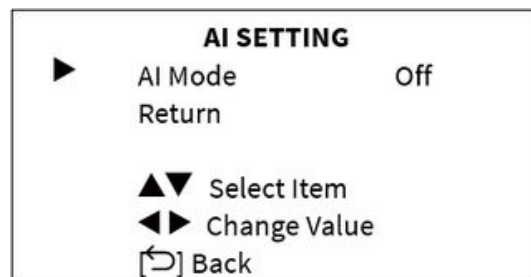 AI SETTING
▶ AI Mode Off
Return
▲▼ Select Item
◀▶ Change Value
[⮌] Back